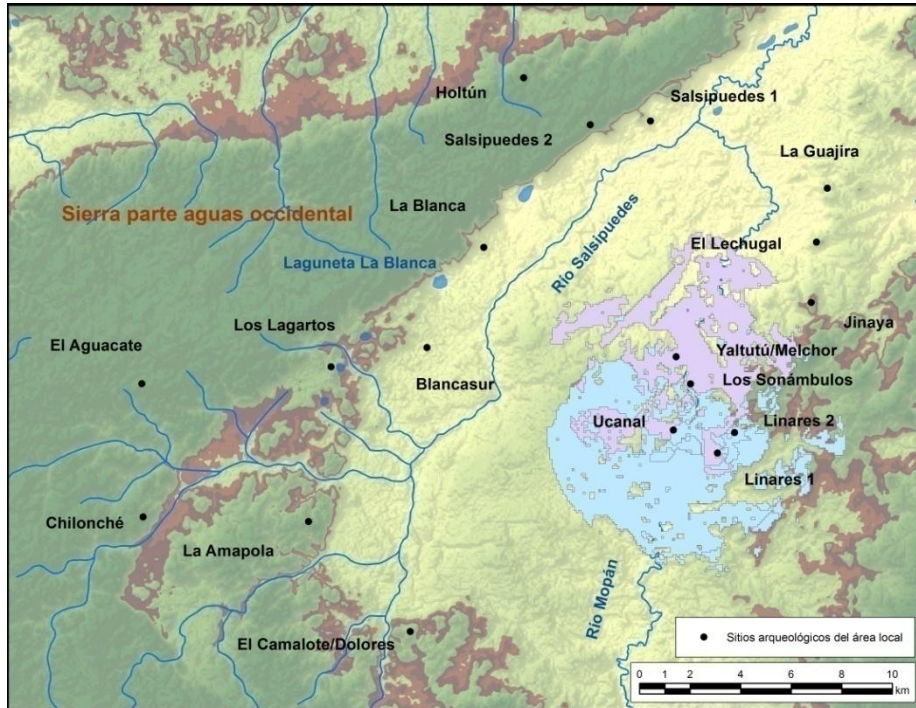 Holtún
Salsipuedes 1
Salsipuedes 2
La Guajira
La Blanca
Sierra parte aguas occidental
Río Salsipuedes
El Lechugal
Laguneta La Blanca
Los Lagartos
Jinaya
El Aguacate
Yaltutú/Melchor
Blancasur
Los Sonámbulos
Ucanal
Linares 2
Linares 1
Chilonché
La Amapola
Río Mopán
El Camalote/Dolores
Sitios arqueológicos del área local
0 1 2 4 6 8 10
km